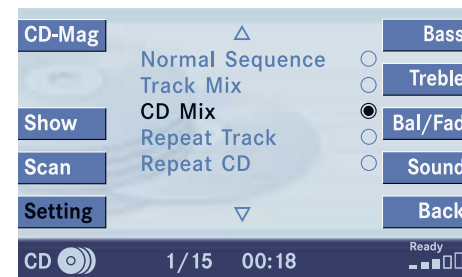 CD-Mag
Show
Scan
Setting
Normal Sequence
Track Mix
CD Mix
Repeat Track
Repeat CD
Bass
Treble
Bal/Fad
Sound
Back
CD 1/15 00:18 Ready